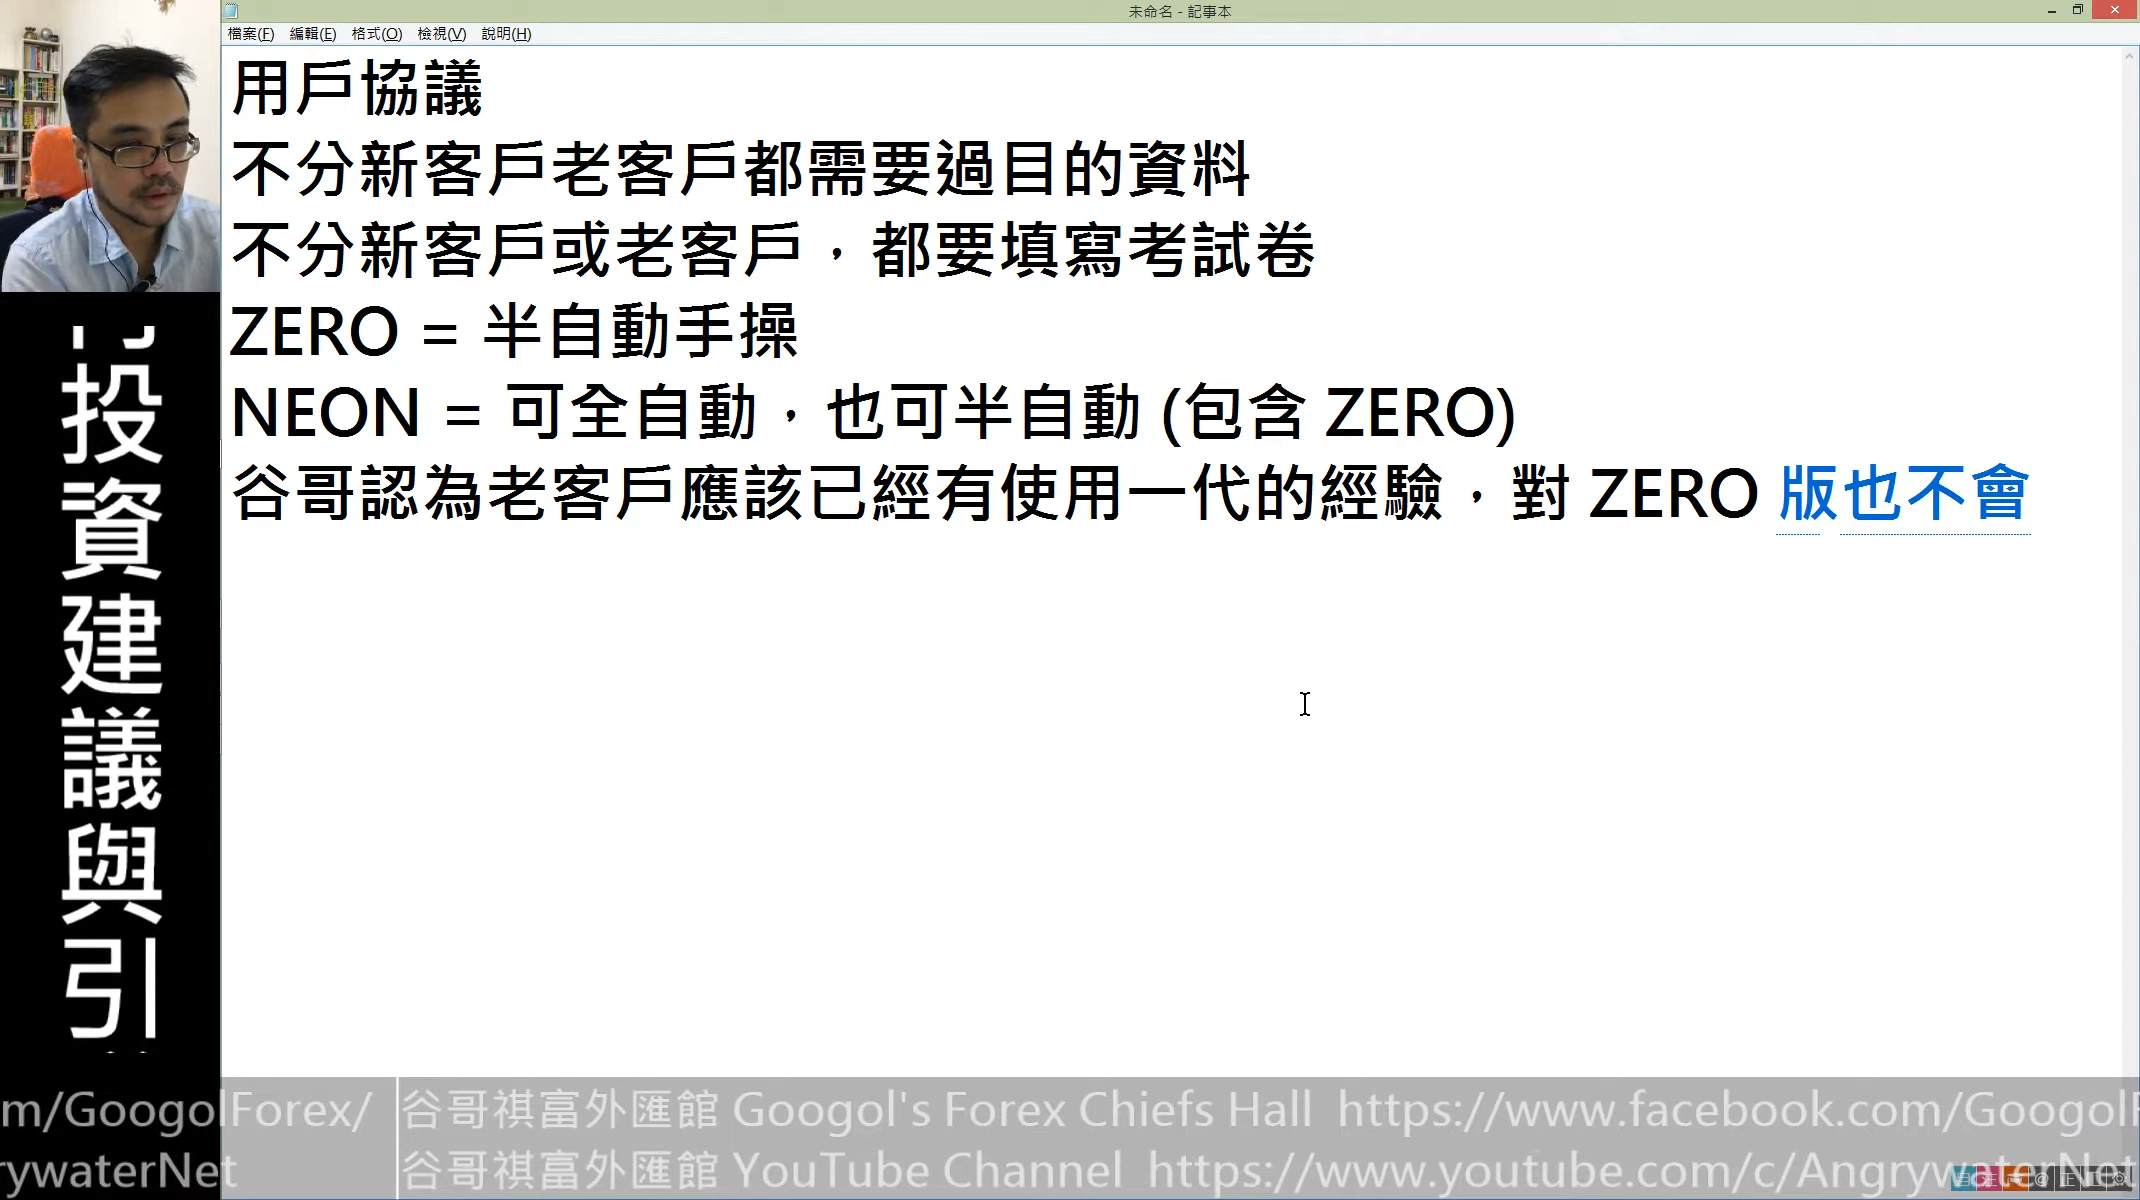 未命名 - 記事本
檔案(F) 編輯(E) 格式(O) 檢視(V) 說明(H)
用戶協議
不分新客戶老客戶都需要過目的資料
不分新客戶或老客戶，都要填寫考試卷
ZERO = 半自動手操
NEON = 可全自動，也可半自動 (包含 ZERO)
谷哥認為老客戶應該已經有使用一代的經驗，對 ZERO 版也不會
投資建議與引
m/GoogolForex/
谷哥祺富外匯館 Googol's Forex Chiefs Hall https://www.facebook.com/GoogolF
rywaterNet
谷哥祺富外匯館 YouTube Channel https://www.youtube.com/c/AngrywaterNet